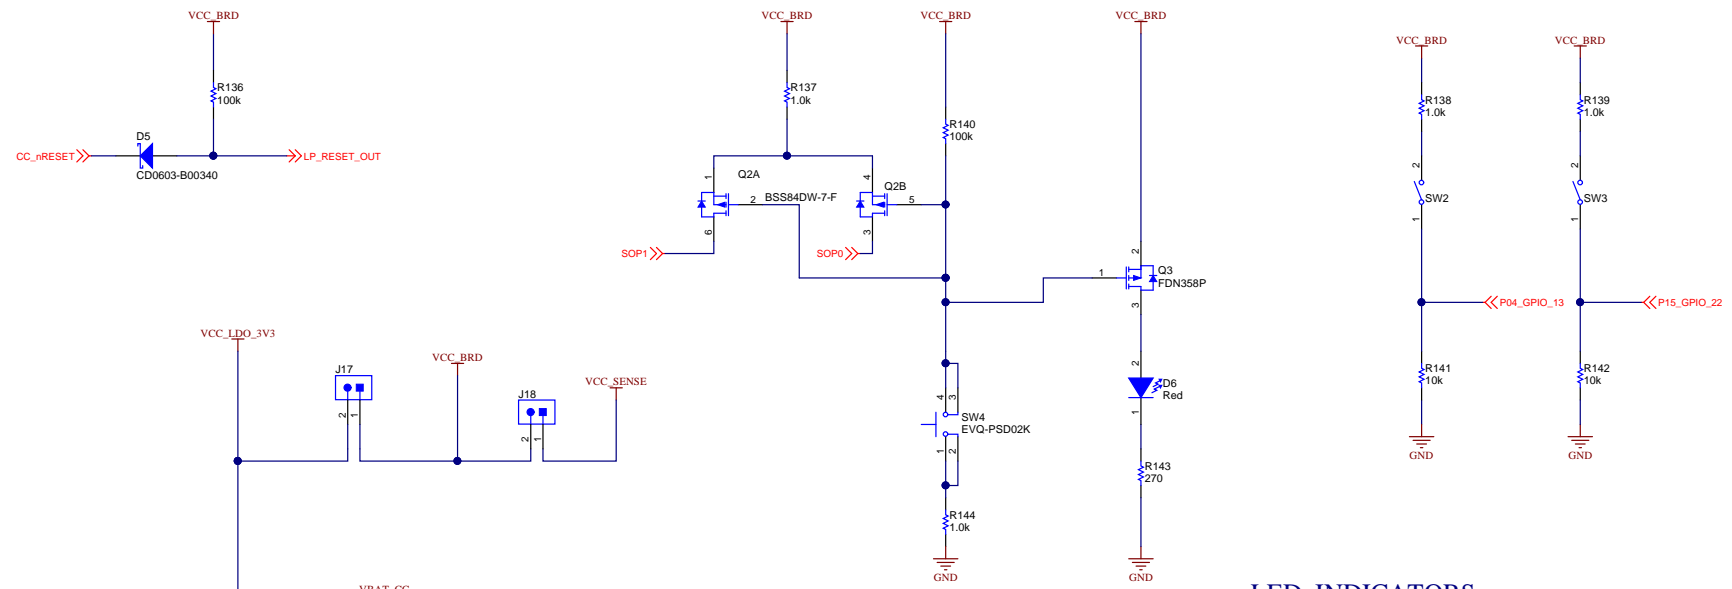 VCC_BRD
R136
100k
D5
CC_nRESET
LP_RESET_OUT
CD0603-B00340
VCC_BRD
R137
1.0k
VCC_BRD
R140
100k
1
Q2A
4
Q2B
2
BSS84DW-7-F
5
6
3
SOP1
SOP0
VCC_BRD
2
1
Q3
FDN358P
3
2
D6
Red
1
R143
270
GND
4
3
SW4
EVQ-PSD02K
1
2
R144
1.0k
GND
VCC_BRD
R138
1.0k
2
SW2
1
P04_GPIO_13
R141
10k
GND
VCC_BRD
R139
1.0k
2
SW3
1
P15_GPIO_22
R142
10k
GND
VCC_LDO_3V3
J17
2
1
VCC_BRD
J18
2
1
VCC_SENSE
VBAT_CC
LED INDICATORS